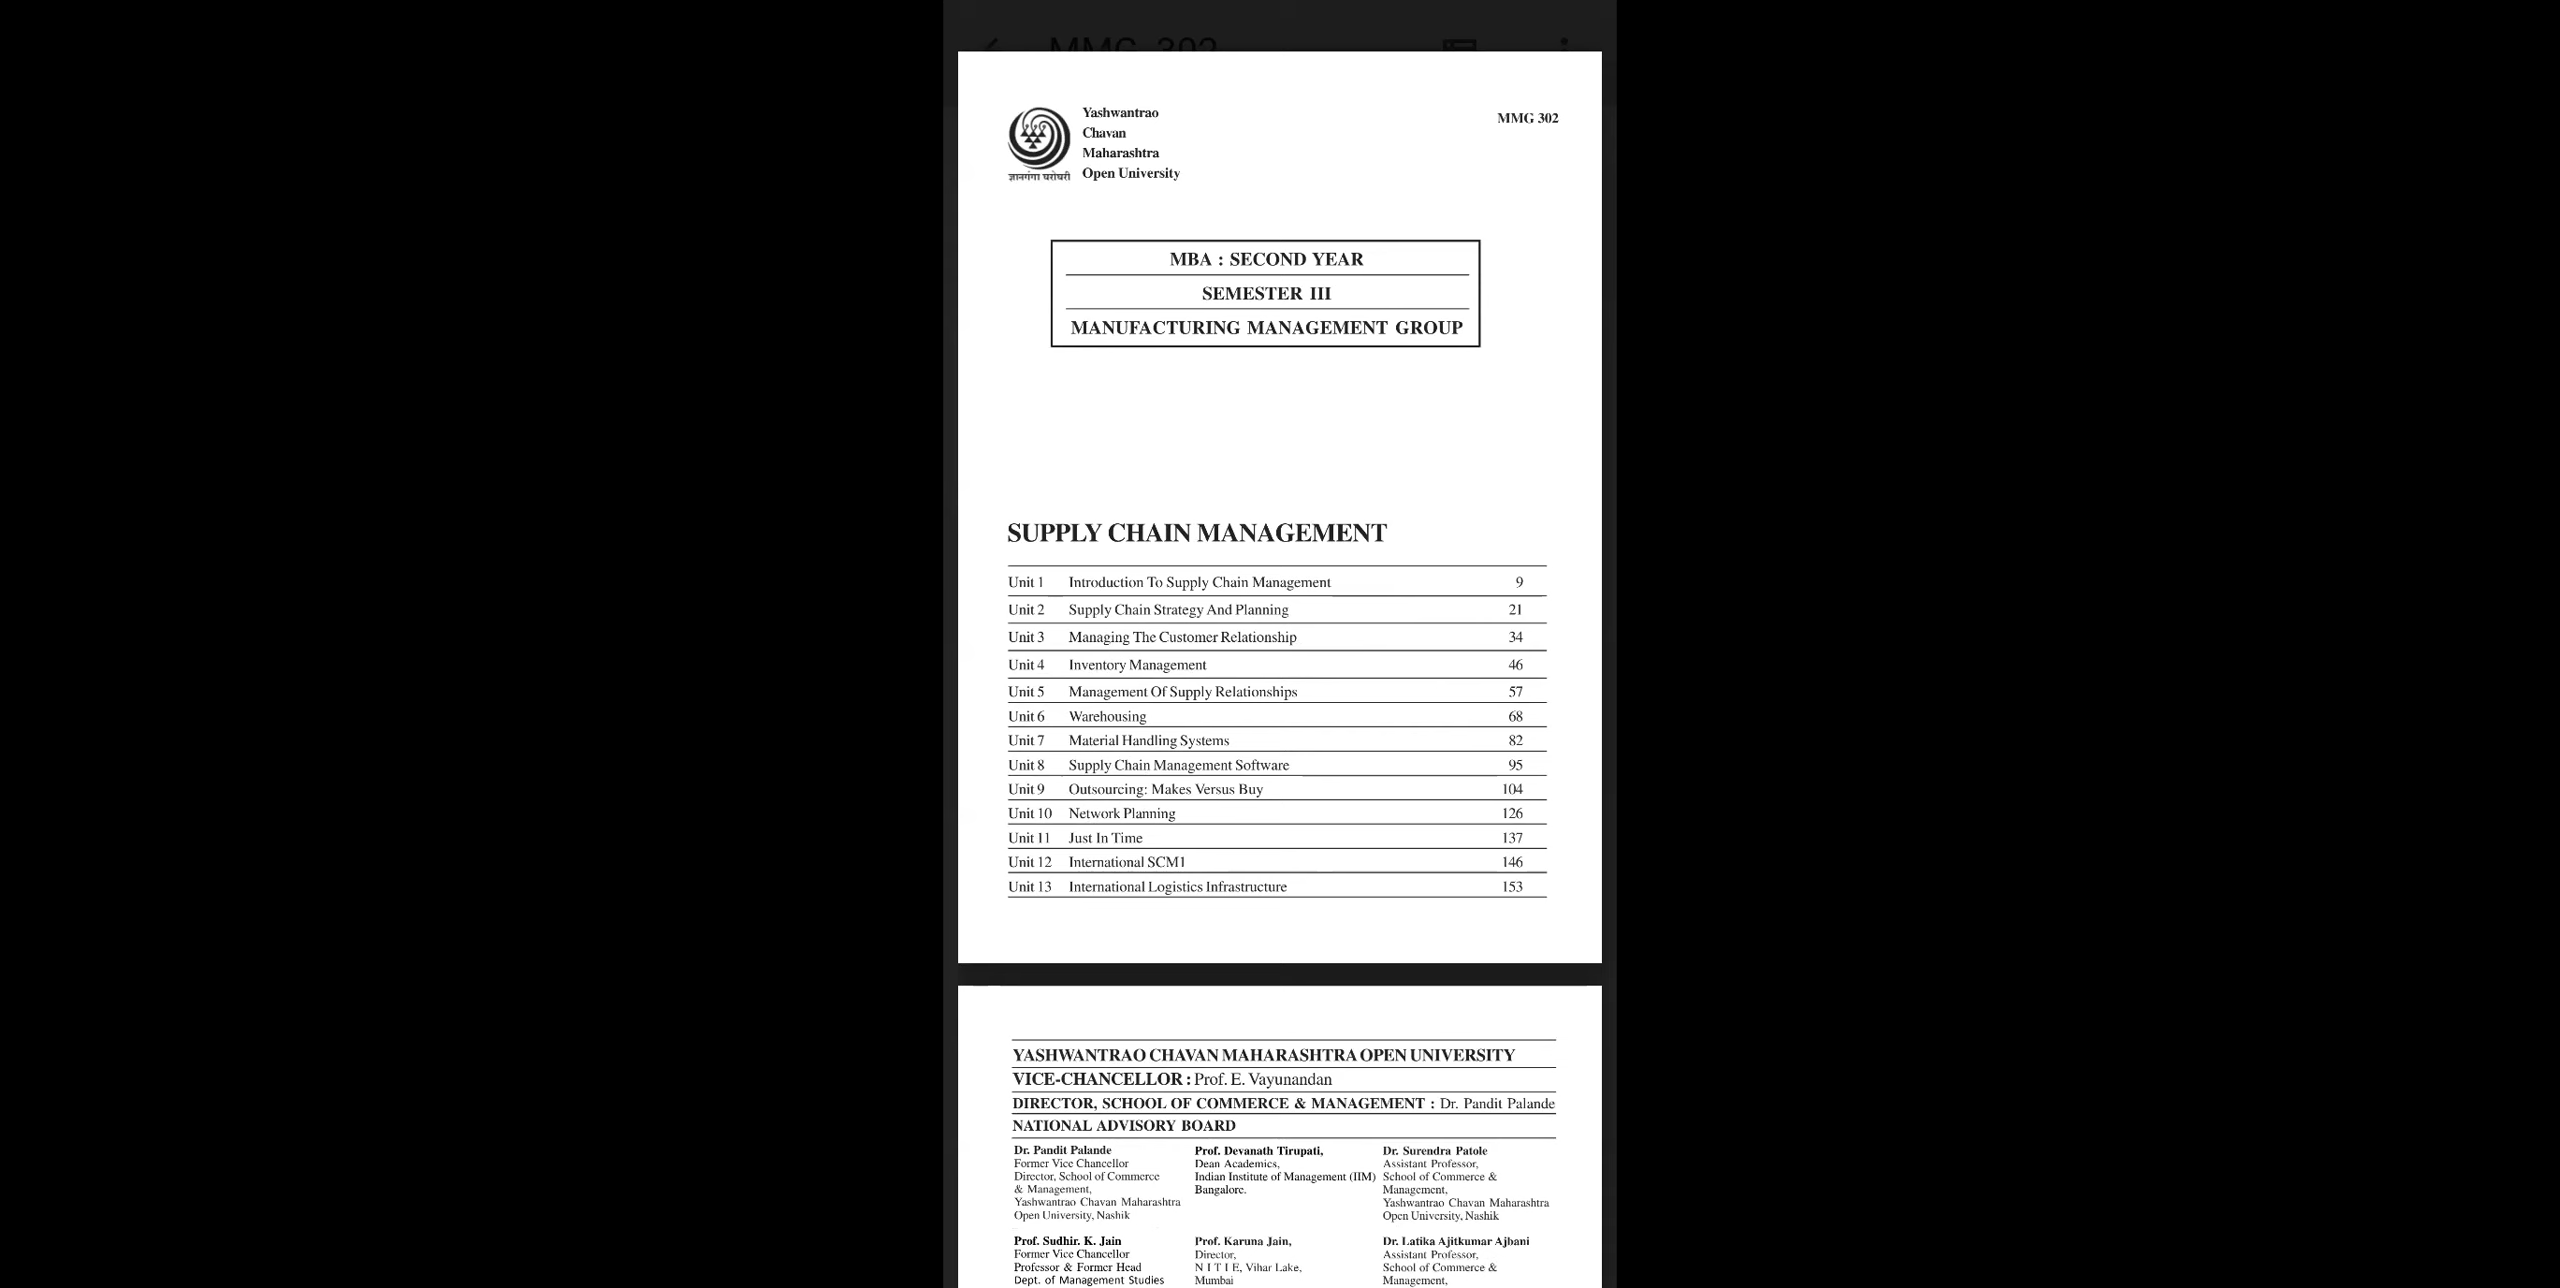 MMG 302
Yashwantrao
Chavan
Maharashtra
Open University
ज्ञानगंगा घरोघरी
MMG 302
MBA : SECOND YEAR
SEMESTER III
MANUFACTURING MANAGEMENT GROUP
SUPPLY CHAIN MANAGEMENT
Unit 1 Introduction To Supply Chain Management 9
Unit 2 Supply Chain Strategy And Planning 21
Unit 3 Managing The Customer Relationship 34
Unit 4 Inventory Management 46
Unit 5 Management Of Supply Relationships 57
Unit 6 Warehousing 68
Unit 7 Material Handling Systems 82
Unit 8 Supply Chain Management Software 95
Unit 9 Outsourcing: Makes Versus Buy 104
Unit 10 Network Planning 126
Unit 11 Just In Time 137
Unit 12 International SCM1 146
Unit 13 International Logistics Infrastructure 153
YASHWANTRAO CHAVAN MAHARASHTRA OPEN UNIVERSITY
VICE-CHANCELLOR : Prof. E. Vayunandan
DIRECTOR, SCHOOL OF COMMERCE & MANAGEMENT : Dr. Pandit Palande
NATIONAL ADVISORY BOARD
Dr. Pandit Palande
Former Vice Chancellor
Director, School of Commerce
& Management,
Yashwantrao Chavan Maharashtra
Open University, Nashik
Prof. Devanath Tirupati,
Dean Academics,
Indian Institute of Management (IIM)
Bangalore.
Dr. Surendra Patole
Assistant Professor,
School of Commerce &
Management,
Yashwantrao Chavan Maharashtra
Open University, Nashik
Prof. Sudhir. K. Jain
Former Vice Chancellor
Professor & Former Head
Dept. of Management Studies
Prof. Karuna Jain,
Director,
N I T I E, Vihar Lake,
Mumbai
Dr. Latika Ajitkumar Ajbani
Assistant Professor,
School of Commerce &
Management,